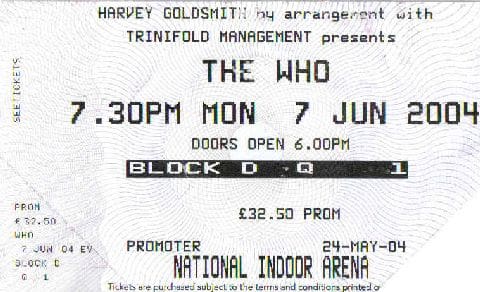 HARVEY GOLDSMITH by arrangement with
TRINIFOLD MANAGEMENT presents
THE WHO
7.30PM MON 7 JUN 2004
DOORS OPEN 6.00PM
BLOCK D Q 1
£32.50 PROM
PROMOTER 24-MAY-04
NATIONAL INDOOR ARENA
Tickets are purchased subject to the terms and conditions printed o
SEETICKETS
PROM
£32.50
WHO
7 JUN 04 EV
BLOCK D
Q 1